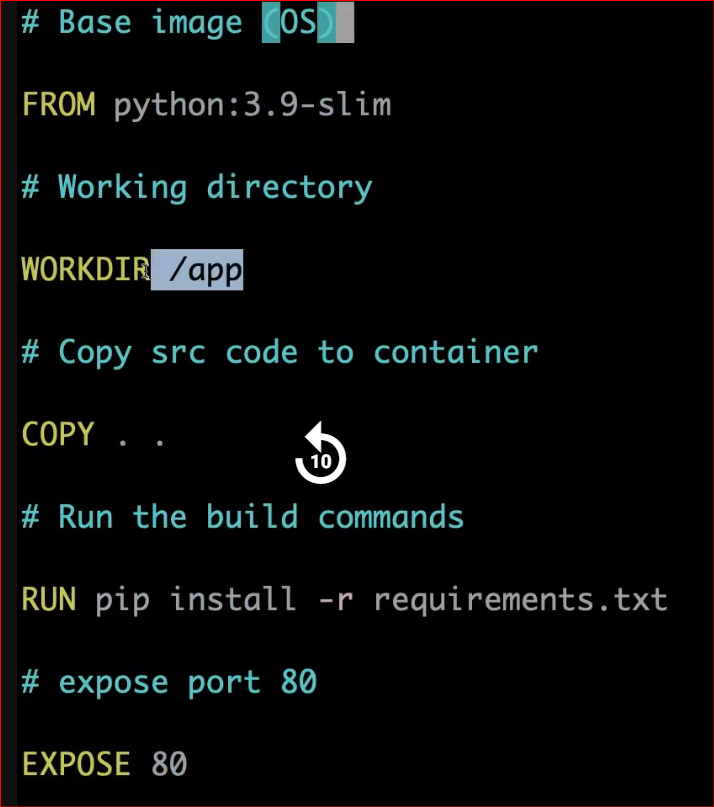 # Base image (OS)
FROM python:3.9-slim
# Working directory
WORKDIR /app
# Copy src code to container
COPY . .
10
# Run the build commands
RUN pip install -r requirements.txt
# expose port 80
EXPOSE 80